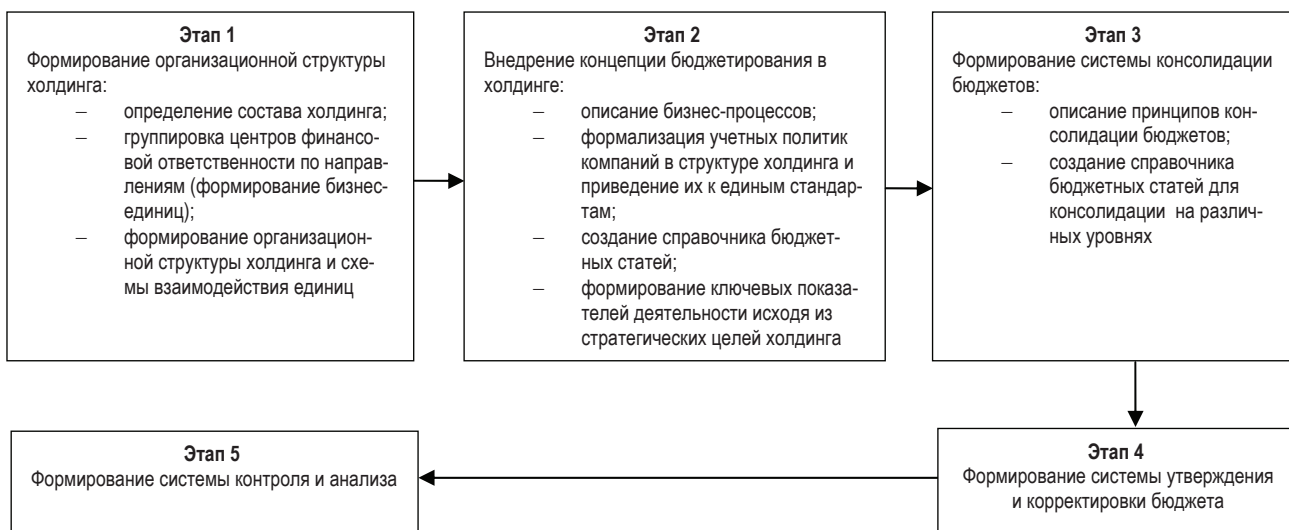 Этап 1
Формирование организационной структуры
холдинга:
– определение состава холдинга;
– группировка центров финансо-
вой ответственности по направ-
лениям (формирование бизнес-
единиц);
– формирование организацион-
ной структуры холдинга и схе-
мы взаимодействия единиц
Этап 2
Внедрение концепции бюджетирования в
холдинге:
– описание бизнес-процессов;
– формализация учетных политик
компаний в структуре холдинга и
приведение их к единым стандар-
там;
– создание справочника бюджет-
ных статей;
– формирование ключевых показа-
телей деятельности исходя из
стратегических целей холдинга
Этап 3
Формирование системы консолидации
бюджетов:
– описание принципов кон-
солидации бюджетов;
– создание справочника
бюджетных статей для
консолидации на различ-
ных уровнях
Этап 4
Формирование системы утверждения
и корректировки бюджета
Этап 5
Формирование системы контроля и анализа